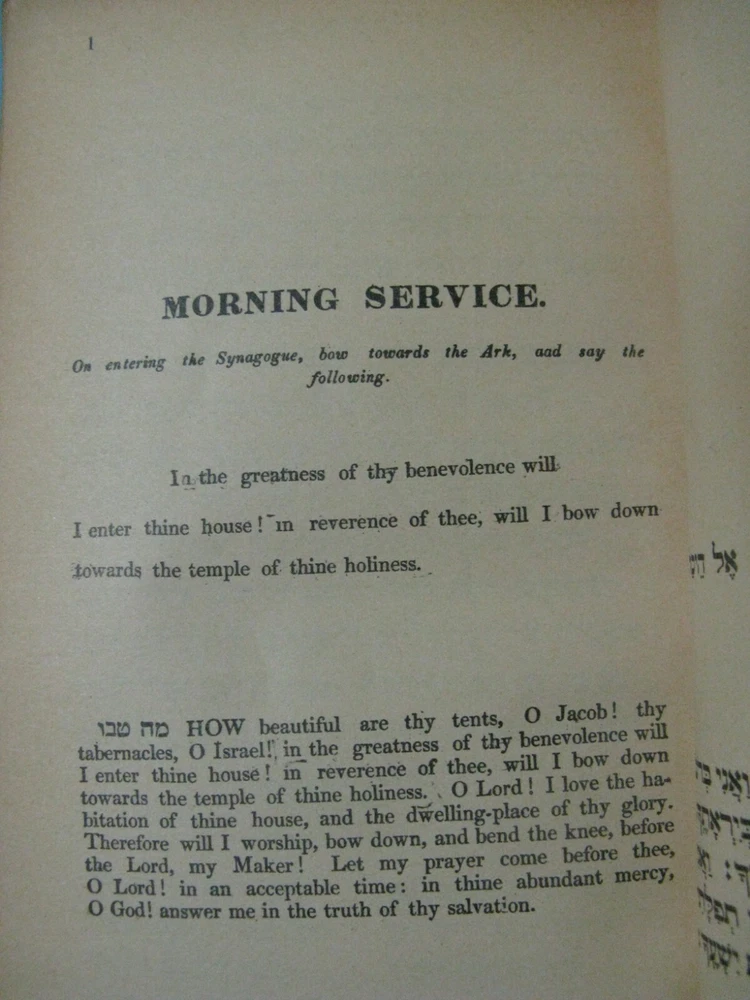 1
MORNING SERVICE.
On entering the Synagogue, bow towards the Ark, aad say the
following.
In the greatness of thy benevolence will
I enter thine house! in reverence of thee, will I bow down
towards the temple of thine holiness.
מה טבו HOW beautiful are thy tents, O Jacob! thy
tabernacles, O Israel! in the greatness of thy benevolence will
I enter thine house! in reverence of thee, will I bow down
towards the temple of thine holiness. O Lord! I love the ha-
bitation of thine house, and the dwelling-place of thy glory.
Therefore will I worship, bow down, and bend the knee, before
the Lord, my Maker! Let my prayer come before thee,
O Lord! in an acceptable time: in thine abundant mercy,
O God! answer me in the truth of thy salvation.
אל
ואני